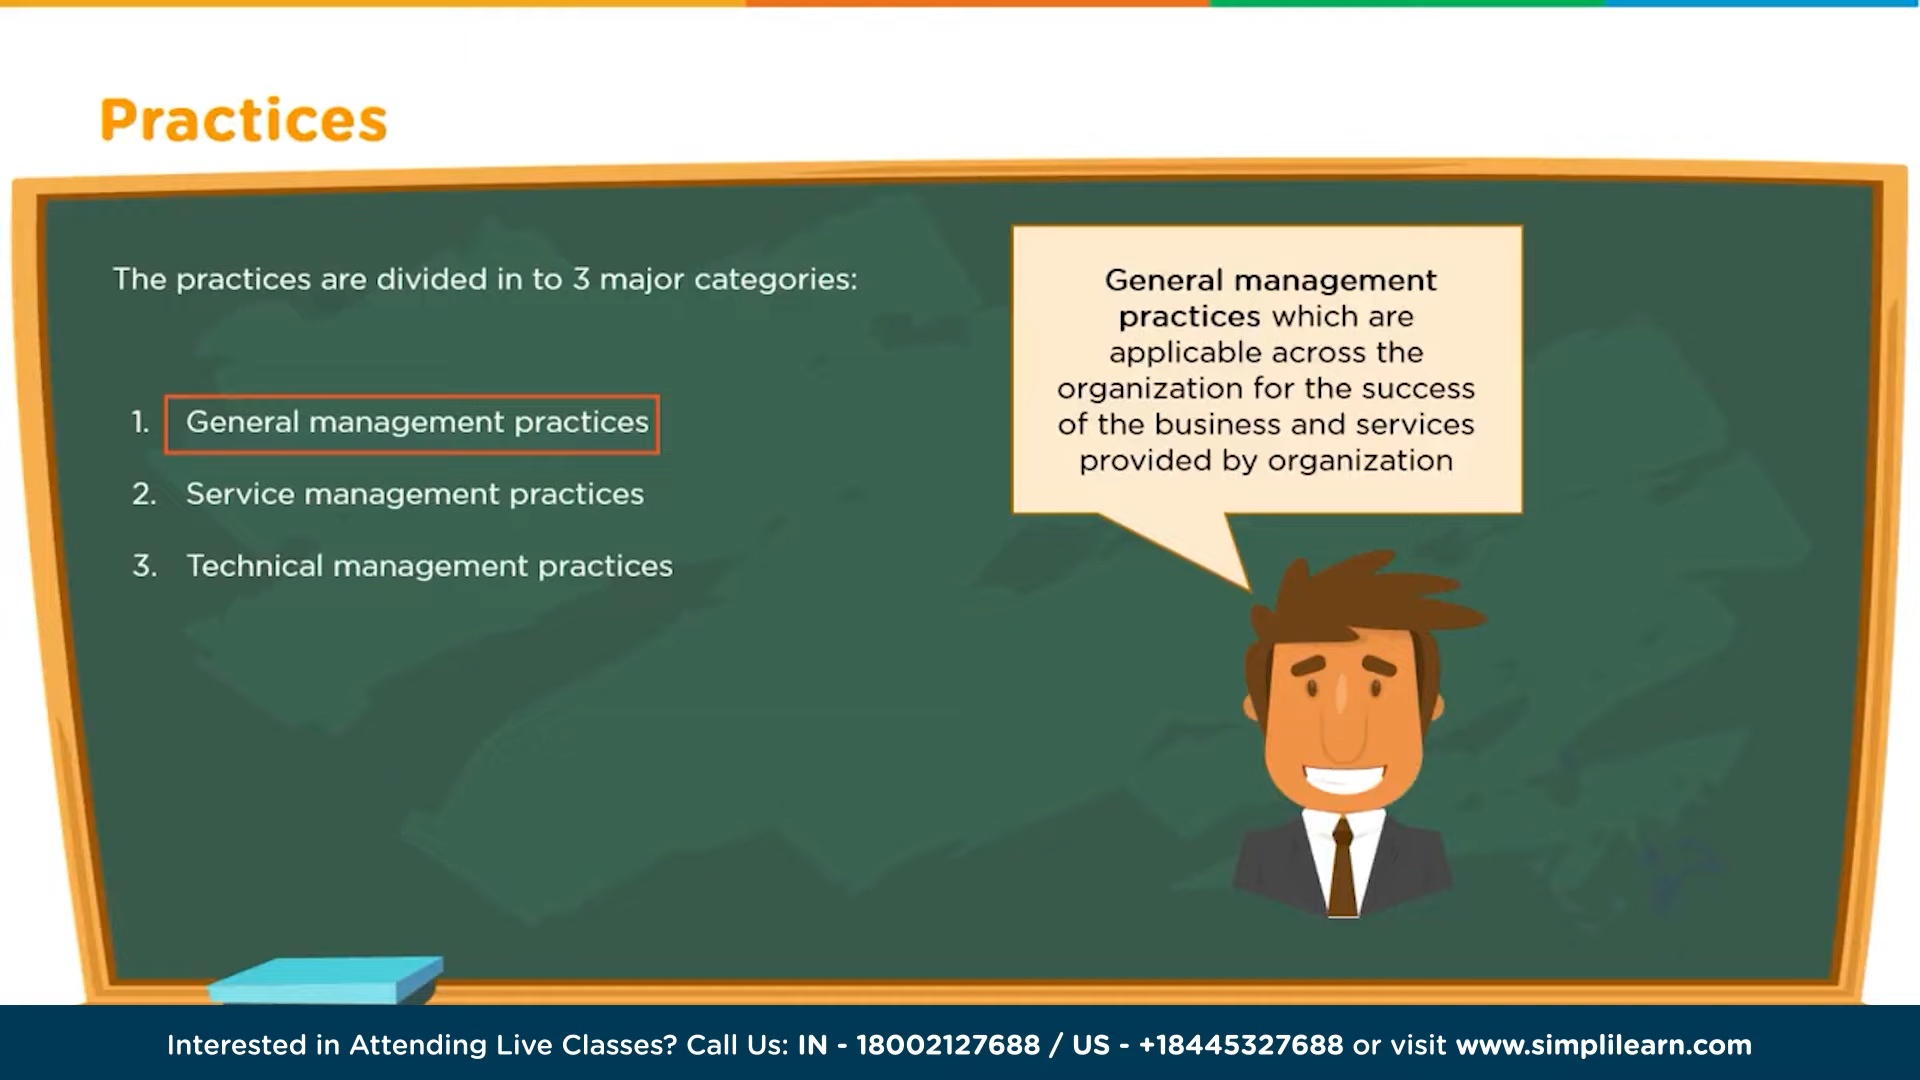 Practices
The practices are divided in to 3 major categories:
1. General management practices
2. Service management practices
3. Technical management practices
General management
practices which are
applicable across the
organization for the success
of the business and services
provided by organization
Interested in Attending Live Classes? Call Us: IN - 18002127688 / US - +18445327688 or visit www.simplilearn.com